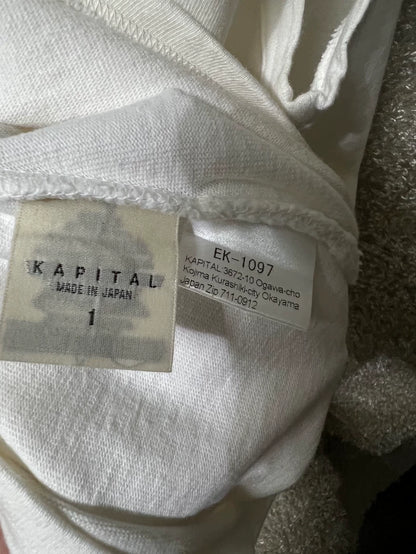 KAPITAL
MADE IN JAPAN
1
EK-1097
KAPITAL:3672-10 Ogawa-cho
Kojima Kurashiki-city Okayama
Japan Zip 711-0912